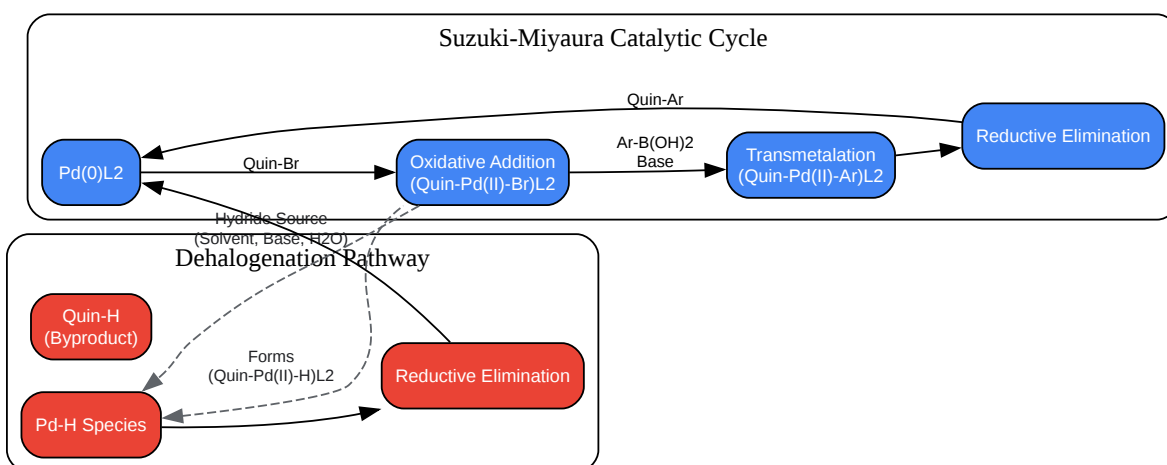 Suzuki-Miyaura Catalytic Cycle
Quin-Ar
Reductive Elimination
Pd(0)L2
Quin-Br
Oxidative Addition
(Quin-Pd(II)-Br)L2
Ar-B(OH)2
Base
Transmetalation
(Quin-Pd(II)-Ar)L2
Hydride Source
(Solvent, Base, H2O)
Dehalogenation Pathway
Quin-H
(Byproduct)
Forms
(Quin-Pd(II)-H)L2
Reductive Elimination
Pd-H Species